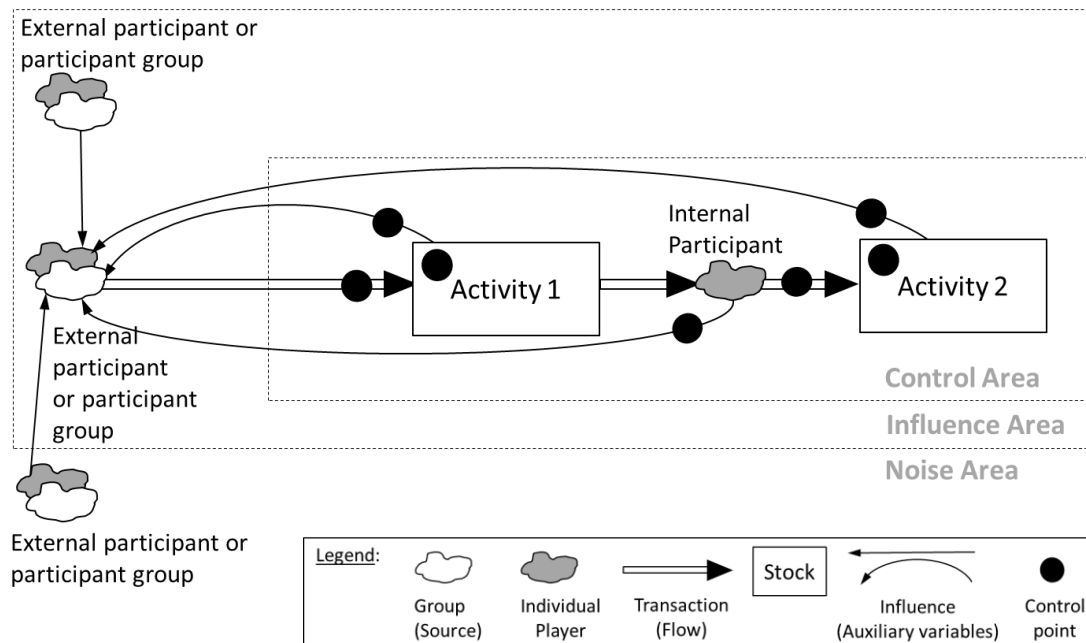 External participant or
participant group
Internal
Participant
Activity 1
Activity 2
External
participant
or participant
group
Control Area
Influence Area
Noise Area
External participant or
participant group
Legend:
Group
(Source)
Individual
Player
Transaction
(Flow)
Stock
Influence
(Auxiliary variables)
Control
point